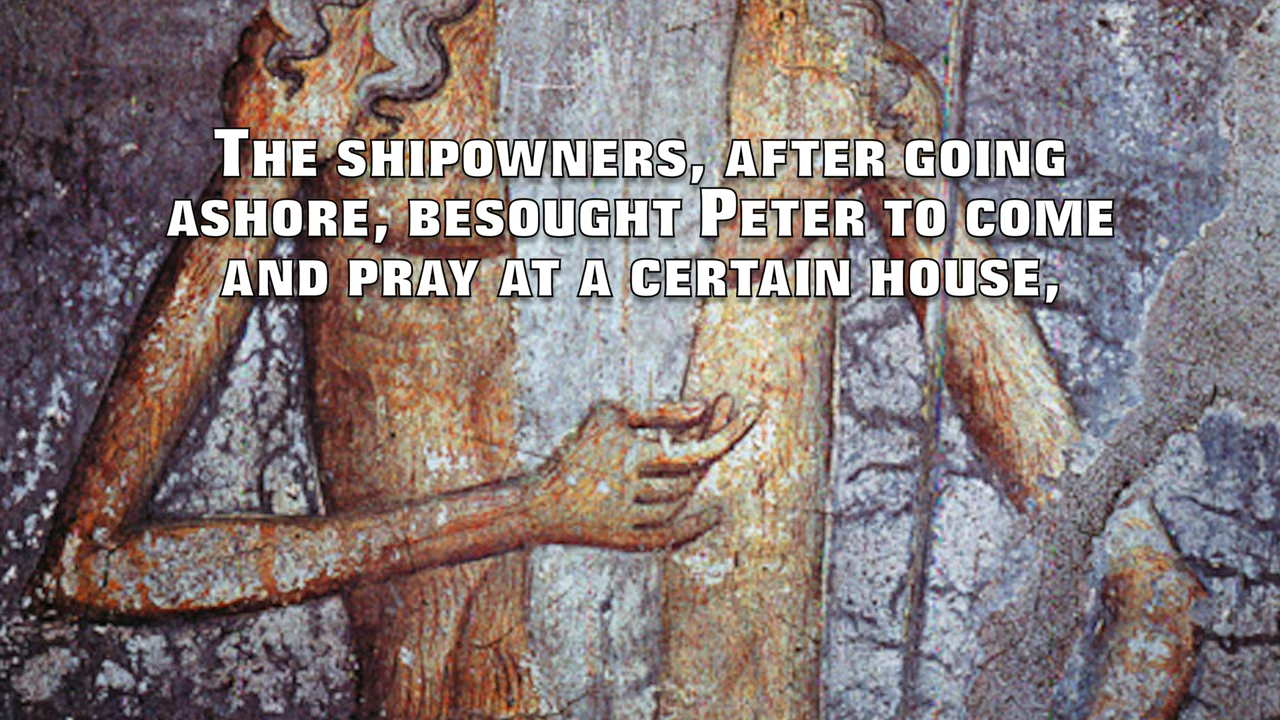 The shipowners, after going
ashore, besought Peter to come
and pray at a certain house,